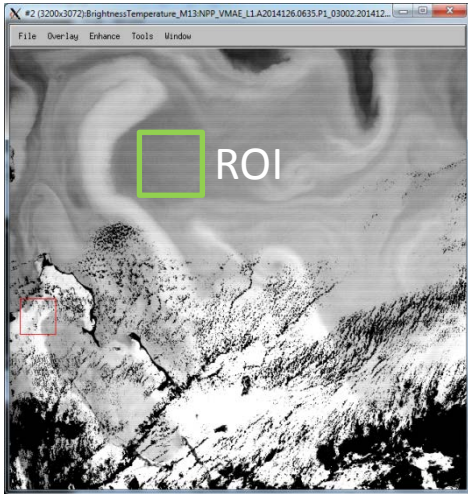 #2 (3200x3072):BrightnessTemperature_M13:NPP_VMAE_L1.A2014126.0635.P1_03002.201412...
File Overlay Enhance Tools Window
ROI